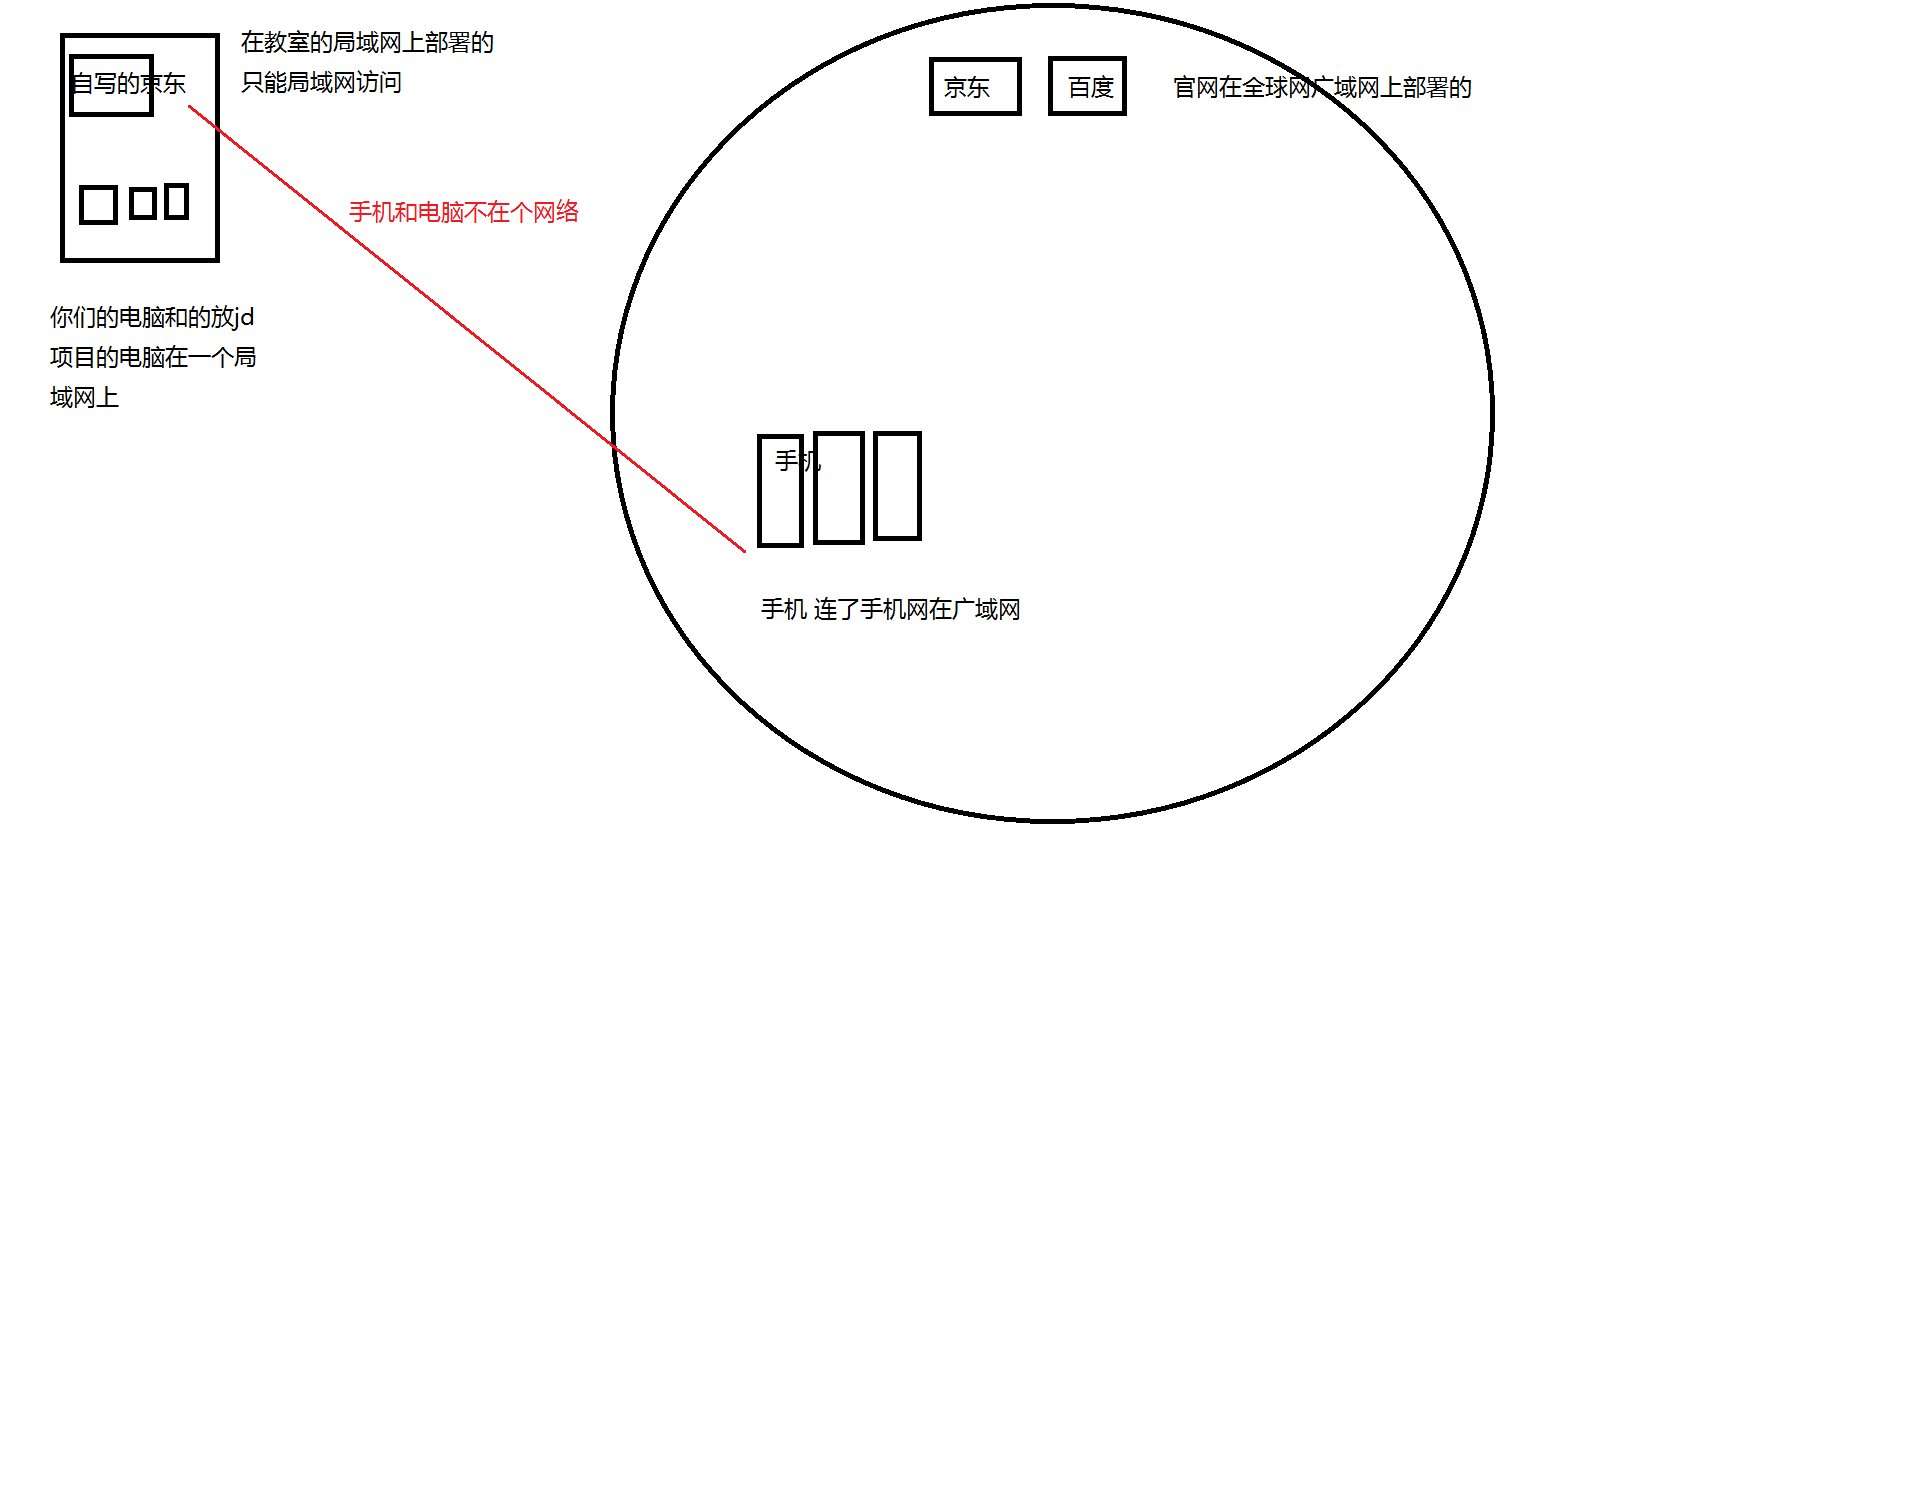 在教室的局域网上部署的
只能局域网访问
自写的京东
京东
百度
官网在全球网广域网上部署的
手机和电脑不在个网络
你们的电脑和的放jd
项目的电脑在一个局
域网上
手机
手机 连了手机网在广域网